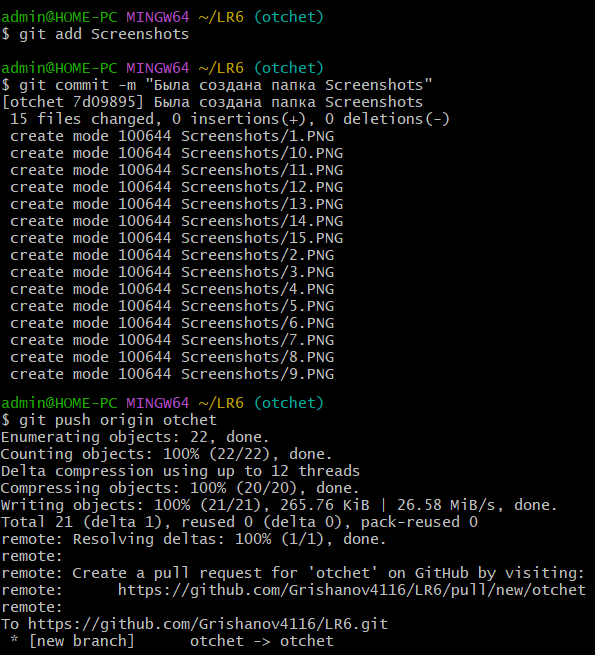 admin@HOME-PC MINGW64 ~/LR6 (otchet)
$ git add Screenshots
admin@HOME-PC MINGW64 ~/LR6 (otchet)
$ git commit -m "Была создана папка Screenshots"
[otchet 7d09895] Была создана папка Screenshots
 15 files changed, 0 insertions(+), 0 deletions(-)
 create mode 100644 Screenshots/1.PNG
 create mode 100644 Screenshots/10.PNG
 create mode 100644 Screenshots/11.PNG
 create mode 100644 Screenshots/12.PNG
 create mode 100644 Screenshots/13.PNG
 create mode 100644 Screenshots/14.PNG
 create mode 100644 Screenshots/15.PNG
 create mode 100644 Screenshots/2.PNG
 create mode 100644 Screenshots/3.PNG
 create mode 100644 Screenshots/4.PNG
 create mode 100644 Screenshots/5.PNG
 create mode 100644 Screenshots/6.PNG
 create mode 100644 Screenshots/7.PNG
 create mode 100644 Screenshots/8.PNG
 create mode 100644 Screenshots/9.PNG
admin@HOME-PC MINGW64 ~/LR6 (otchet)
$ git push origin otchet
Enumerating objects: 22, done.
Counting objects: 100% (22/22), done.
Delta compression using up to 12 threads
Compressing objects: 100% (20/20), done.
Writing objects: 100% (21/21), 265.76 KiB | 26.58 MiB/s, done.
Total 21 (delta 1), reused 0 (delta 0), pack-reused 0
remote: Resolving deltas: 100% (1/1), done.
remote:
remote: Create a pull request for 'otchet' on GitHub by visiting:
remote:      https://github.com/Grishanov4116/LR6/pull/new/otchet
remote:
To https://github.com/Grishanov4116/LR6.git
 * [new branch]      otchet -> otchet